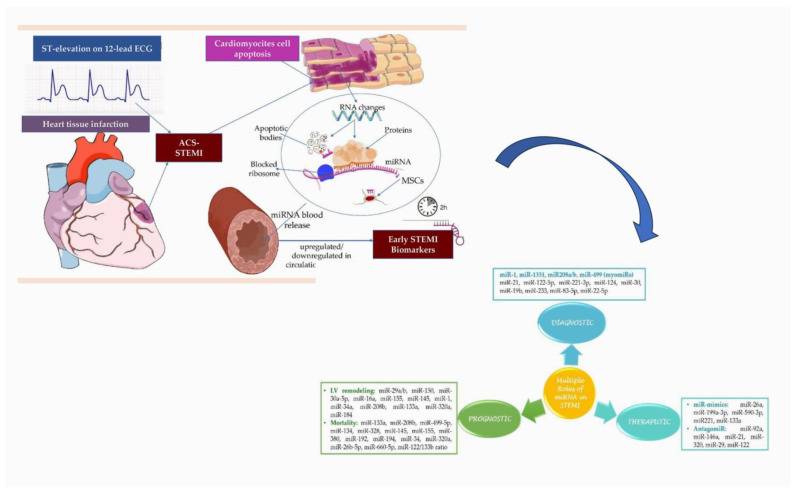 ST-elevation on 12-lead ECG
Cardiomyocites cell
apoptosis
Heart tissue infarction
ACS-
STEMI
RNA changes
Apoptotic
bodies
Proteins
Blocked
ribosome
miRNA
MSCs
miRNA blood
release
2h
upregulated/
downregulated in
circulatic
Early STEMI
Biomarkers
miR-1, miR-1331, miR208a/b, miR-499 (myomiRs)
miR-21, miR-122-5p, miR-221-3p, miR-124, miR-30,
miR-19b, miR-233, miR-83-5p, miR-22-5p
DIAGNOSTIC
Multiple
Roles of
miRNA on
STEMI
PROGNOSTIC
THERAPUTIC
• LV remodeling: miR-29a/b, miR-150, miR-
30a-5p, miR-16a, miR-155, miR-145, miR-1,
miR-34a, miR-208b, miR-133a, miR-320a,
miR-184
• Mortality: miR-133a, miR-208b, miR-499-5p,
miR-134, miR-328, miR-145, miR-155, miR-
380, miR-192, miR-194, miR-34, miR-320a,
miR-26b-5p, miR-660-5p, miR-122/133b ratio
• miR-mimics: miR-26a,
miR-199a-3p, miR-590-3p,
miR221, miR-133a
• AntagomiR: miR-92a,
miR-146a, miR-21, miR-
320, miR-29, miR-122